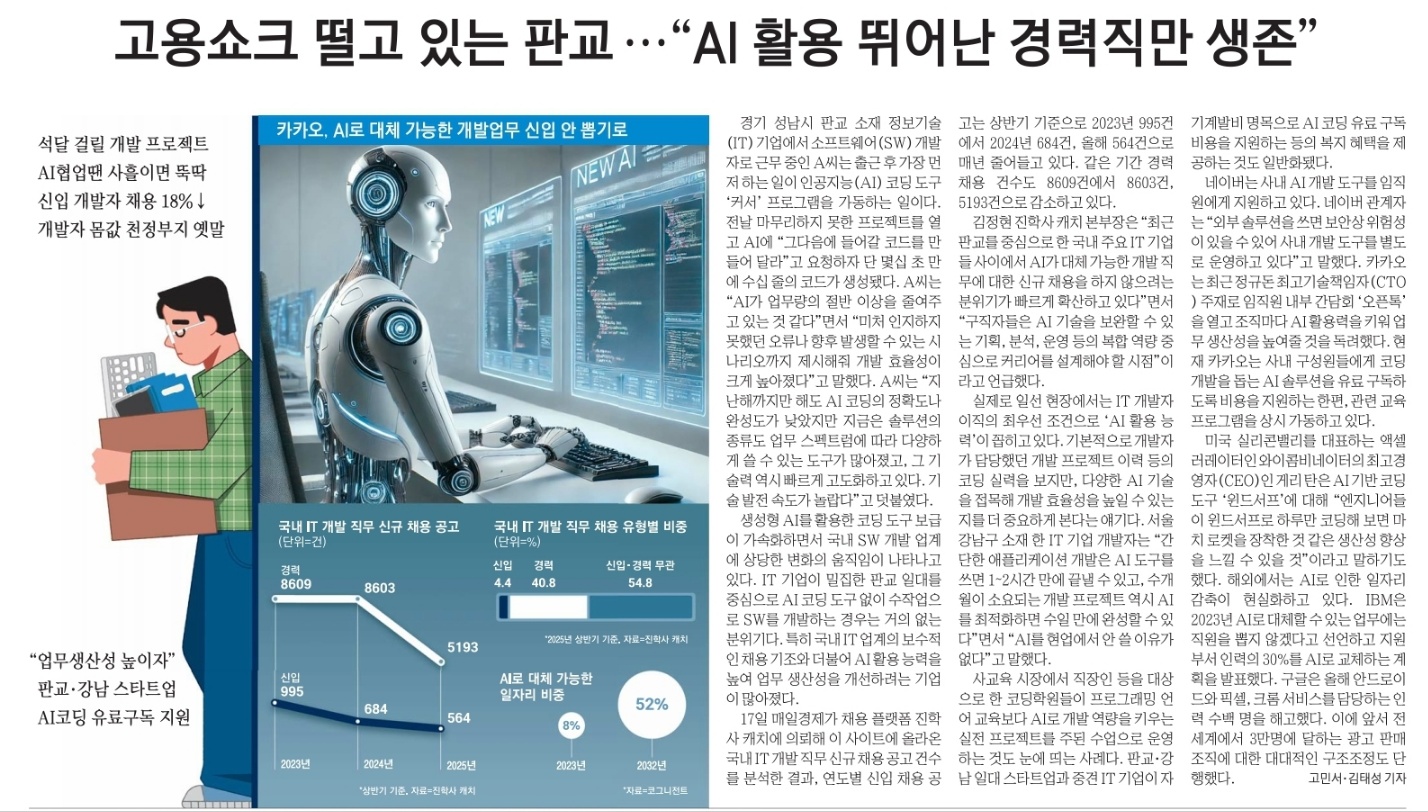 고용쇼크 떨고 있는 판교…“AI 활용 뛰어난 경력직만 생존”
석달 걸릴 개발 프로젝트
AI협업땐 사흘이면 뚝딱
신입 개발자 채용 18%↓
개발자 몸값 천정부지 옛말
“업무생산성 높이자”
판교·강남 스타트업
AI코딩 유료구독 지원
카카오, AI로 대체 가능한 개발업무 신입 안 뽑기로
NEW
NEW AI
국내 IT 개발 직무 신규 채용 공고
(단위=건)
경력
8609
8603
5193
신입
995
684
564
2023년
2024년
2025년
*상반기 기준, 자료=진학사 캐치
국내 IT 개발 직무 채용 유형별 비중
(단위=%)
신입 경력 신입·경력 무관
4.4 40.8 54.8
*2025년 상반기 기준, 자료=진학사 캐치
AI로 대체 가능한
일자리 비중
8%
52%
2023년
2032년
*자료=코그니전트
경기 성남시 판교 소재 정보기술
(IT) 기업에서 소프트웨어(SW) 개발
자로 근무 중인 A씨는 출근 후 가장 먼
저 하는 일이 인공지능(AI) 코딩 도구
‘커서’ 프로그램을 가동하는 일이다.
전날 마무리하지 못한 프로젝트를 열
고 AI에 “그다음에 들어갈 코드를 만
들어 달라”고 요청하자 단 몇십 초 만
에 수십 줄의 코드가 생성됐다. A씨는
“AI가 업무량의 절반 이상을 줄여주
고 있는 것 같다”면서 “미처 인지하지
못했던 오류나 향후 발생할 수 있는 시
나리오까지 제시해줘 개발 효율성이
크게 높아졌다”고 말했다. A씨는 “지
난해까지만 해도 AI 코딩의 정확도나
완성도가 낮았지만 지금은 솔루션의
종류도 업무 스펙트럼에 따라 다양하
게 쓸 수 있는 도구가 많아졌고, 그 기
술력 역시 빠르게 고도화하고 있다. 기
술 발전 속도가 놀랍다”고 덧붙였다.
생성형 AI를 활용한 코딩 도구 보급
이 가속화하면서 국내 SW 개발 업계
에 상당한 변화의 움직임이 나타나고
있다. IT 기업이 밀집한 판교 일대를
중심으로 AI 코딩 도구 없이 수작업으
로 SW를 개발하는 경우는 거의 없는
분위기다. 특히 국내 IT 업계의 보수적
인 채용 기조와 더불어 AI 활용 능력을
높여 업무 생산성을 개선하려는 기업
이 많아졌다.
17일 매일경제가 채용 플랫폼 진학
사 캐치에 의뢰해 이 사이트에 올라온
국내 IT 개발 직무 신규 채용 공고 건수
를 분석한 결과, 연도별 신입 채용 공
고는 상반기 기준으로 2023년 995건
에서 2024년 684건, 올해 564건으로
매년 줄어들고 있다. 같은 기간 경력
채용 건수도 8609건에서 8603건,
5193건으로 감소하고 있다.
김정현 진학사 캐치 본부장은 “최근
판교를 중심으로 한 국내 주요 IT 기업
들 사이에서 AI가 대체 가능한 개발 직
무에 대한 신규 채용을 하지 않으려는
분위기가 빠르게 확산하고 있다”면서
“구직자들은 AI 기술을 보완할 수 있
는 기획, 분석, 운영 등의 복합 역량 중
심으로 커리어를 설계해야 할 시점”이
라고 언급했다.
실제로 일선 현장에서는 IT 개발자
이직의 최우선 조건으로 ‘AI 활용 능
력’이 꼽히고 있다. 기본적으로 개발자
가 담당했던 개발 프로젝트 이력 등의
코딩 실력을 보지만, 다양한 AI 기술
을 접목해 개발 효율성을 높일 수 있는
지를 더 중요하게 본다는 얘기다. 서울
강남구 소재 한 IT 기업 개발자는 “간
단한 애플리케이션 개발은 AI 도구를
쓰면 1~2시간 만에 끝낼 수 있고, 수개
월이 소요되는 개발 프로젝트 역시 AI
를 최적화하면 수일 만에 완성할 수 있
다”면서 “AI를 현업에서 안 쓸 이유가
없다”고 말했다.
사교육 시장에서 직장인 등을 대상
으로 한 코딩학원들이 프로그래밍 언
어 교육보다 AI로 개발 역량을 키우는
실전 프로젝트를 주된 수업으로 운영
하는 것도 눈에 띄는 사례다. 판교·강
남 일대 스타트업과 중견 IT 기업이 자
기계발비 명목으로 AI 코딩 유료 구독
비용을 지원하는 등의 복지 혜택을 제
공하는 것도 일반화됐다.
네이버는 사내 AI 개발 도구를 임직
원에게 지원하고 있다. 네이버 관계자
는 “외부 솔루션을 쓰면 보안상 위험성
이 있을 수 있어 사내 개발 도구를 별도
로 운영하고 있다”고 말했다. 카카오
는 최근 정규돈 최고기술책임자(CTO
) 주재로 임직원 내부 간담회 ‘오픈톡’
을 열고 조직마다 AI 활용력을 키워 업
무 생산성을 높여줄 것을 독려했다. 현
재 카카오는 사내 구성원들에게 코딩
개발을 돕는 AI 솔루션을 유료 구독하
도록 비용을 지원하는 한편, 관련 교육
프로그램을 상시 가동하고 있다.
미국 실리콘밸리를 대표하는 액셀
러레이터인 와이콤비네이터의 최고경
영자(CEO)인 게리 탄은 AI 기반 코딩
도구 ‘윈드서프’에 대해 “엔지니어들
이 윈드서프로 하루만 코딩해 보면 마
치 로켓을 장착한 것 같은 생산성 향상
을 느낄 수 있을 것”이라고 말하기도
했다. 해외에서는 AI로 인한 일자리
감축이 현실화하고 있다. IBM은
2023년 AI로 대체할 수 있는 업무에는
직원을 뽑지 않겠다고 선언하고 지원
부서 인력의 30%를 AI로 교체하는 계
획을 발표했다. 구글은 올해 안드로이
드와 픽셀, 크롬 서비스를 담당하는 인
력 수백 명을 해고했다. 이에 앞서 전
세계에서 3만명에 달하는 광고 판매
조직에 대한 대대적인 구조조정도 단
행했다.
고민서·김태성 기자